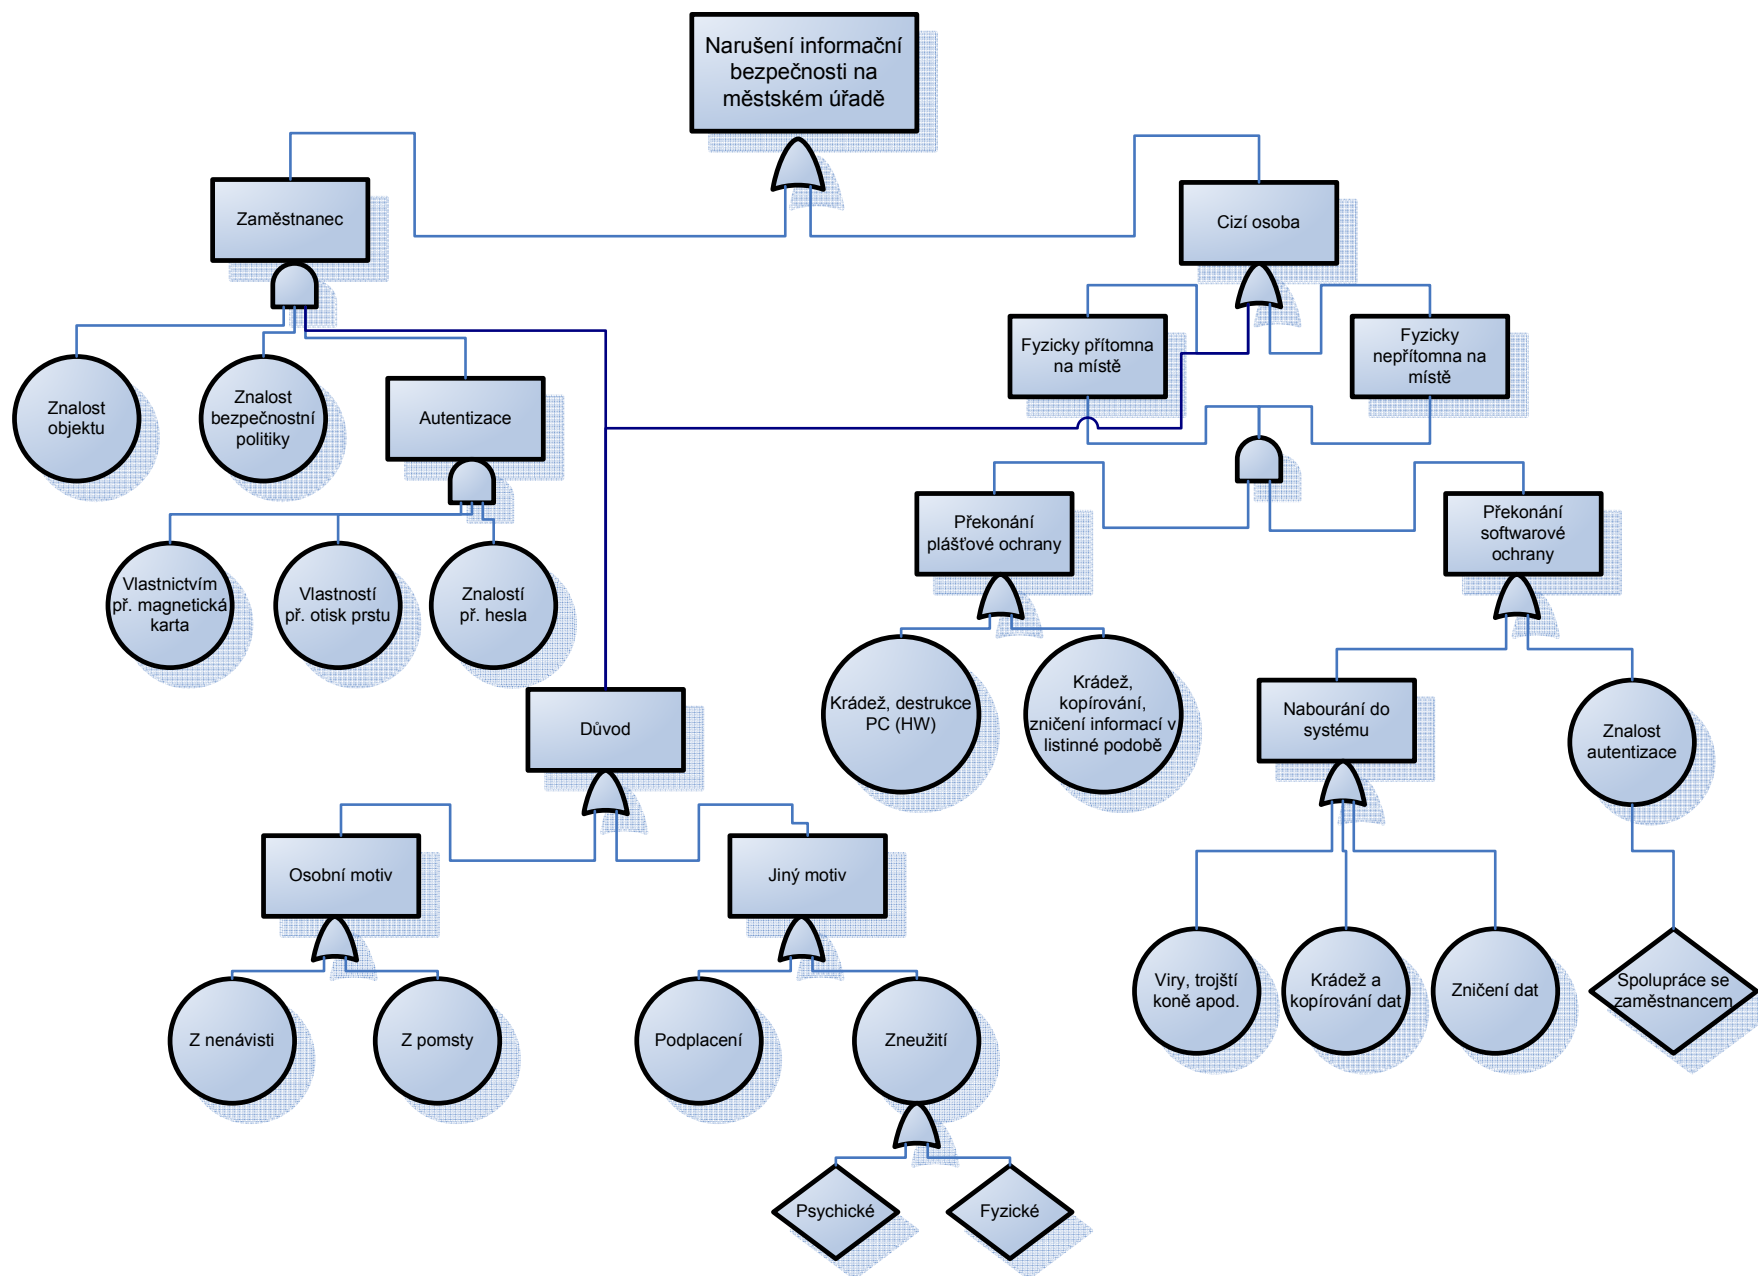 Narušení informační
bezpečnosti na
městském úřadě
Zaměstnanec
Cizí osoba
Fyzicky přítomna
na místě
Fyzicky
nepřítomna na
místě
Znalost
objektu
Znalost
bezpečnostní
politiky
Autentizace
Překonání
plášťové ochrany
Překonání
softwarové
ochrany
Vlastnictvím
př. magnetická
karta
Vlastností
př. otisk prstu
Znalostí
př. hesla
Důvod
Krádež, destrukce
PC (HW)
Krádež,
kopírování,
zničení informací v
listinné podobě
Nabourání do
systému
Znalost
autentizace
Osobní motiv
Jiný motiv
Viry, trojští
koně apod.
Krádež a
kopírování dat
Zničení dat
Spolupráce se
zaměstnancem
Z nenávisti
Z pomsty
Podplacení
Zneužití
Psychické
Fyzické